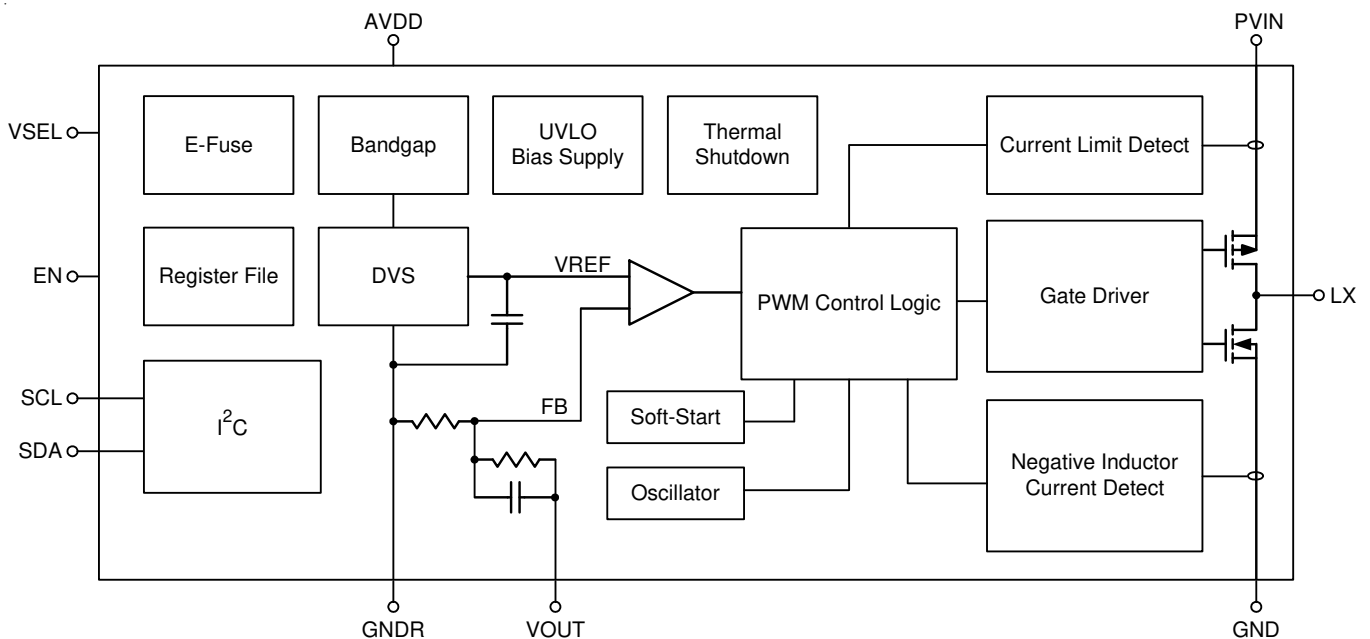 AVDD
PVIN
VSEL
E-Fuse
Bandgap
UVLO
Bias Supply
Thermal
Shutdown
Current Limit Detect
EN
Register File
DVS
VREF
PWM Control Logic
Gate Driver
LX
SCL
SDA
I²C
FB
Soft-Start
Oscillator
Negative Inductor
Current Detect
GNDR
VOUT
GND